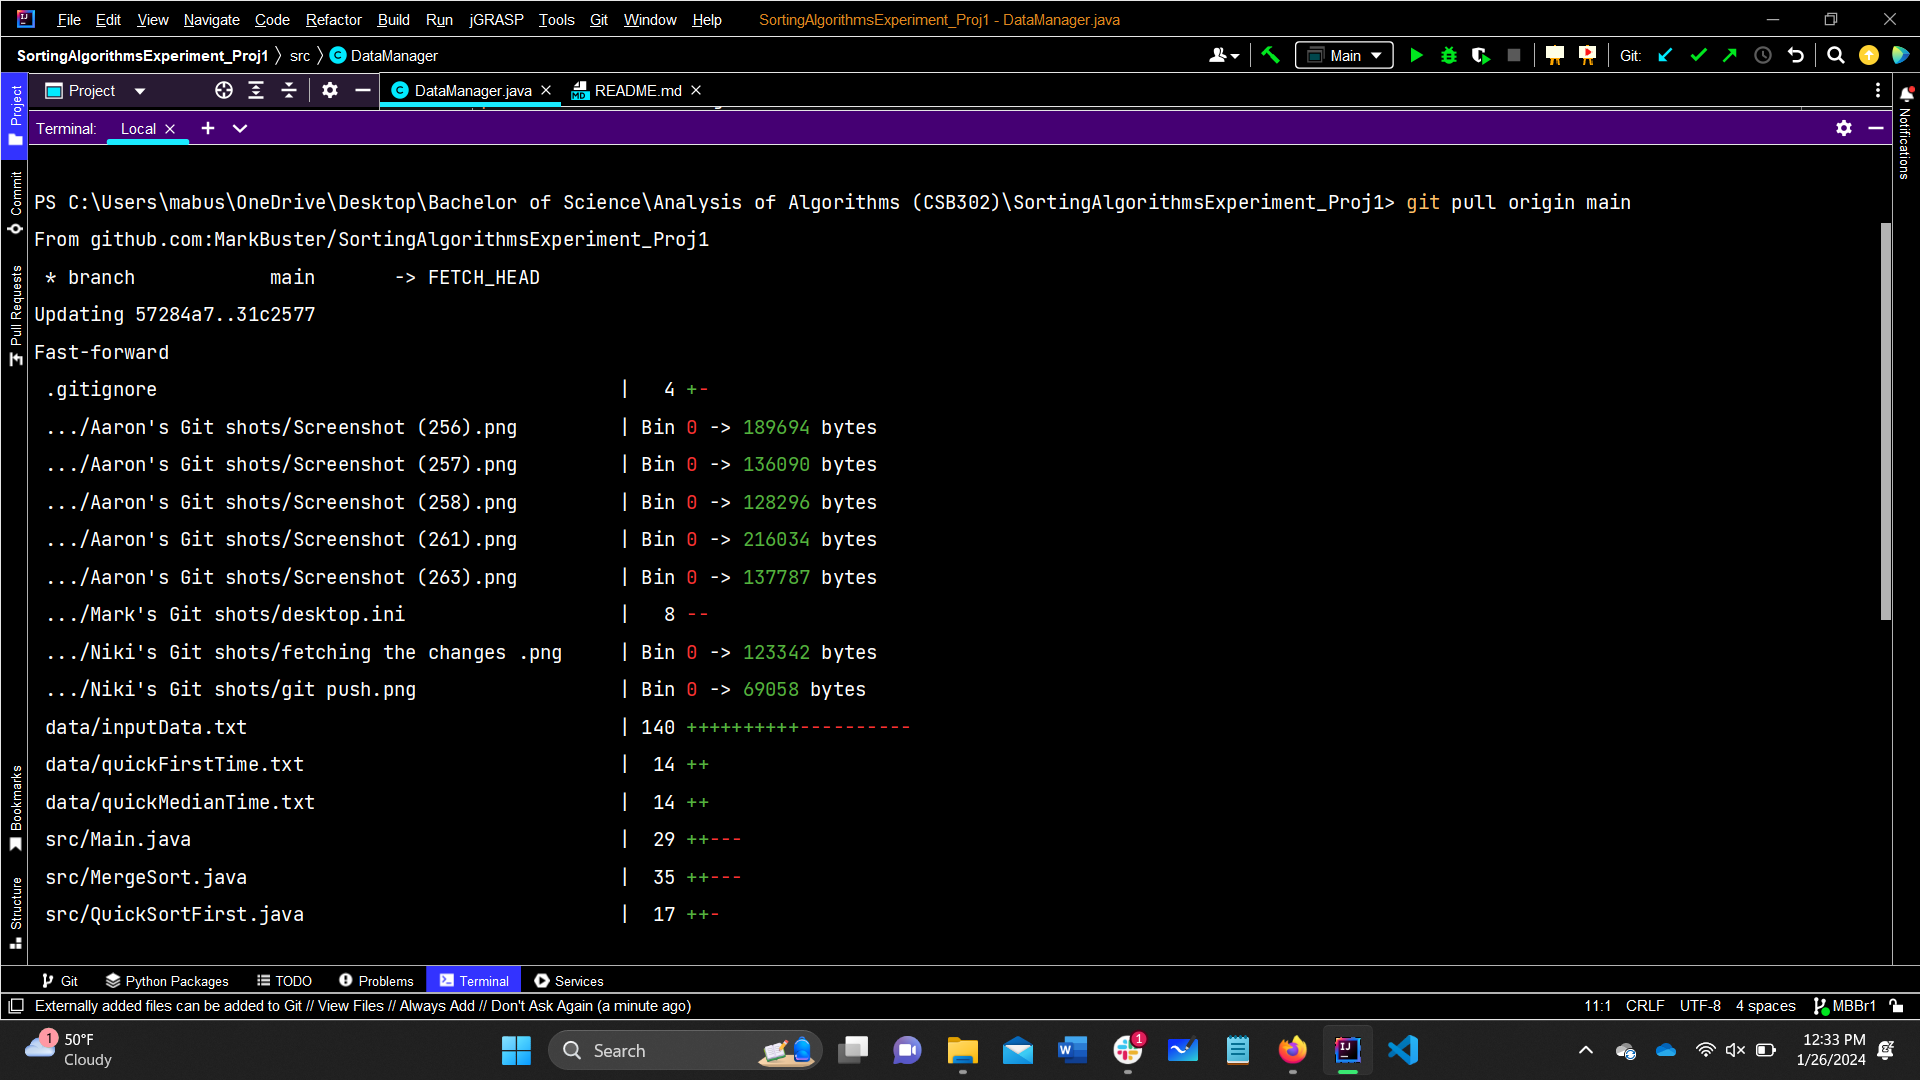 File Edit View Navigate Code Refactor Build Run jGRASP Tools Git Window Help SortingAlgorithmsExperiment_Proj1 - DataManager.java
SortingAlgorithmsExperiment_Proj1 src DataManager Main Git:
Project DataManager.java README.md
Terminal: Local
Project
Commit
Pull Requests
Bookmarks
Structure
Notifications
PS C:\Users\mabus\OneDrive\Desktop\Bachelor of Science\Analysis of Algorithms (CSB302)\SortingAlgorithmsExperiment_Proj1> git pull origin main
From github.com:MarkBuster/SortingAlgorithmsExperiment_Proj1
* branch main -> FETCH_HEAD
Updating 57284a7..31c2577
Fast-forward
.gitignore | 4 +-
.../Aaron's Git shots/Screenshot (256).png | Bin 0 -> 189694 bytes
.../Aaron's Git shots/Screenshot (257).png | Bin 0 -> 136090 bytes
.../Aaron's Git shots/Screenshot (258).png | Bin 0 -> 128296 bytes
.../Aaron's Git shots/Screenshot (261).png | Bin 0 -> 216034 bytes
.../Aaron's Git shots/Screenshot (263).png | Bin 0 -> 137787 bytes
.../Mark's Git shots/desktop.ini | 8 --
.../Niki's Git shots/fetching the changes .png | Bin 0 -> 123342 bytes
.../Niki's Git shots/git push.png | Bin 0 -> 69058 bytes
data/inputData.txt | 140 ++++++++++----------
data/quickFirstTime.txt | 14 ++
data/quickMedianTime.txt | 14 ++
src/Main.java | 29 ++---
src/MergeSort.java | 35 ++---
src/QuickSortFirst.java | 17 ++-
Git Python Packages TODO Problems Terminal Services
Externally added files can be added to Git // View Files // Always Add // Don't Ask Again (a minute ago) 11:1 CRLF UTF-8 4 spaces MBBr1
1 50°F
Cloudy
Search
1
12:33 PM
1/26/2024